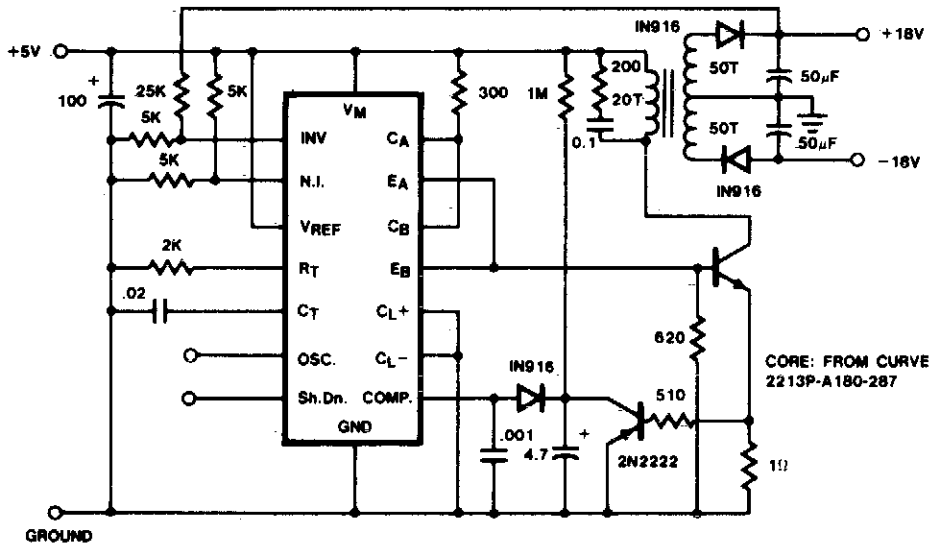 IN916
+18V
+5V
+
100
25K
5K
5K
5K
VM
300
1M
200
20T
0.1
50T
50T
50µF
50µF
IN916
-18V
INV
N.I.
VREF
RT
CT
OSC.
Sh.Dn.
GND
CA
EA
CB
EB
CL+
CL-
COMP.
2K
.02
IN916
.001
4.7
+
2N2222
510
620
1Ω
CORE: FROM CURVE
2213P-A180-287
GROUND